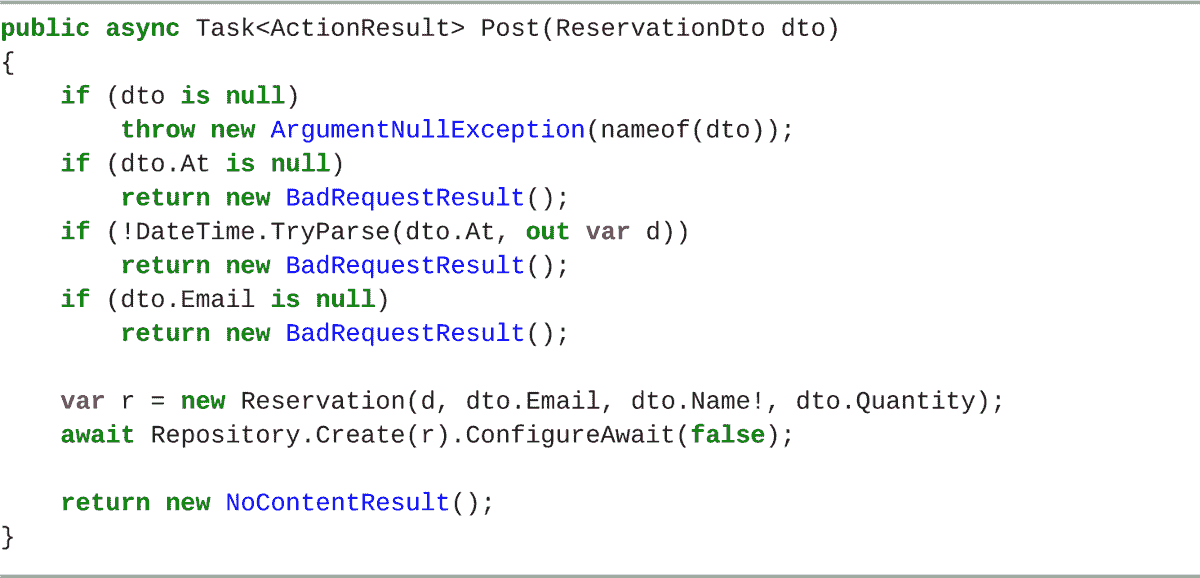 public async Task<ActionResult> Post(ReservationDto dto)
{
    if (dto is null)
        throw new ArgumentNullException(nameof(dto));
    if (dto.At is null)
        return new BadRequestResult();
    if (!DateTime.TryParse(dto.At, out var d))
        return new BadRequestResult();
    if (dto.Email is null)
        return new BadRequestResult();

    var r = new Reservation(d, dto.Email, dto.Name!, dto.Quantity);
    await Repository.Create(r).ConfigureAwait(false);

    return new NoContentResult();
}